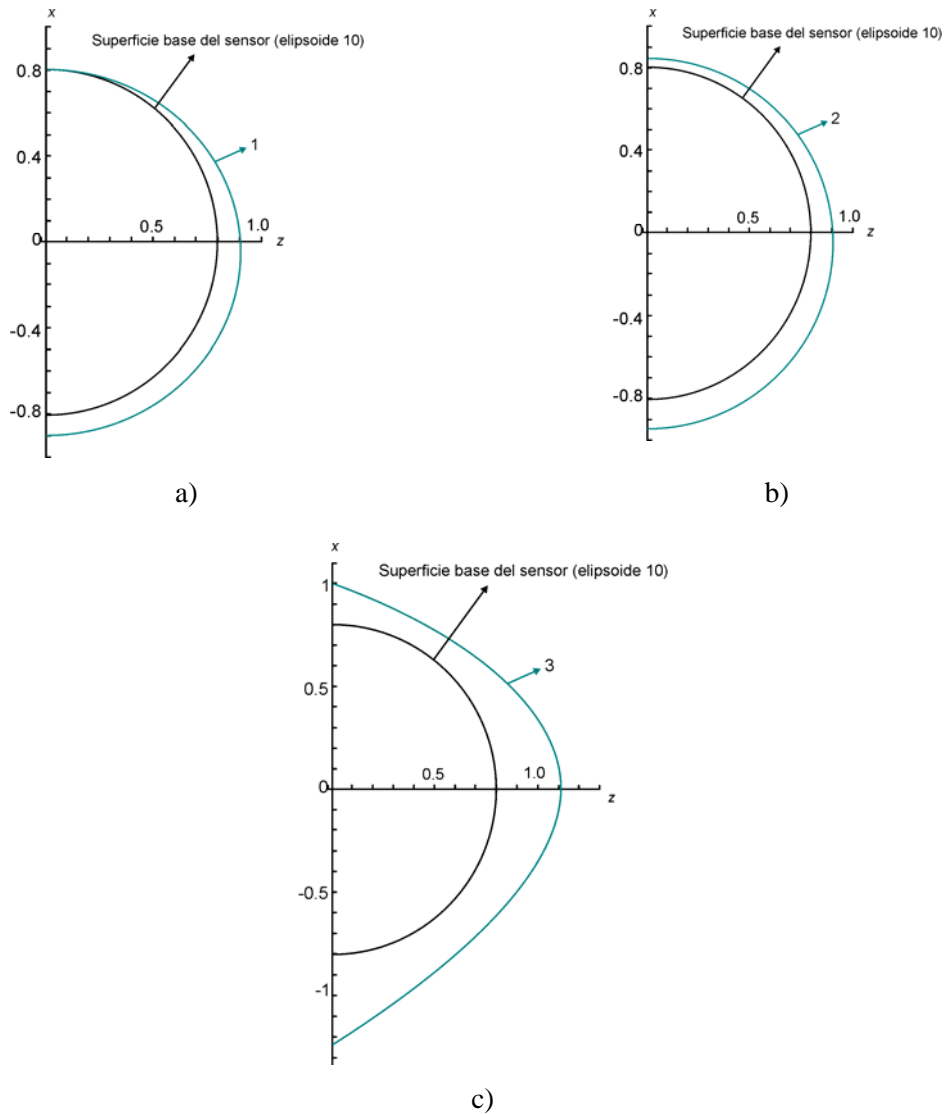 x
Superficie base del sensor (elipsoide 10)
0.8
1
0.4
0.5
1.0
0
z
-0.4
-0.8
a)
x
Superficie base del sensor (elipsoide 10)
0.8
2
0.4
0.5
1.0
0
z
-0.4
-0.8
b)
x
Superficie base del sensor (elipsoide 10)
1
3
0.5
0.5
1.0
0
z
-0.5
-1
c)